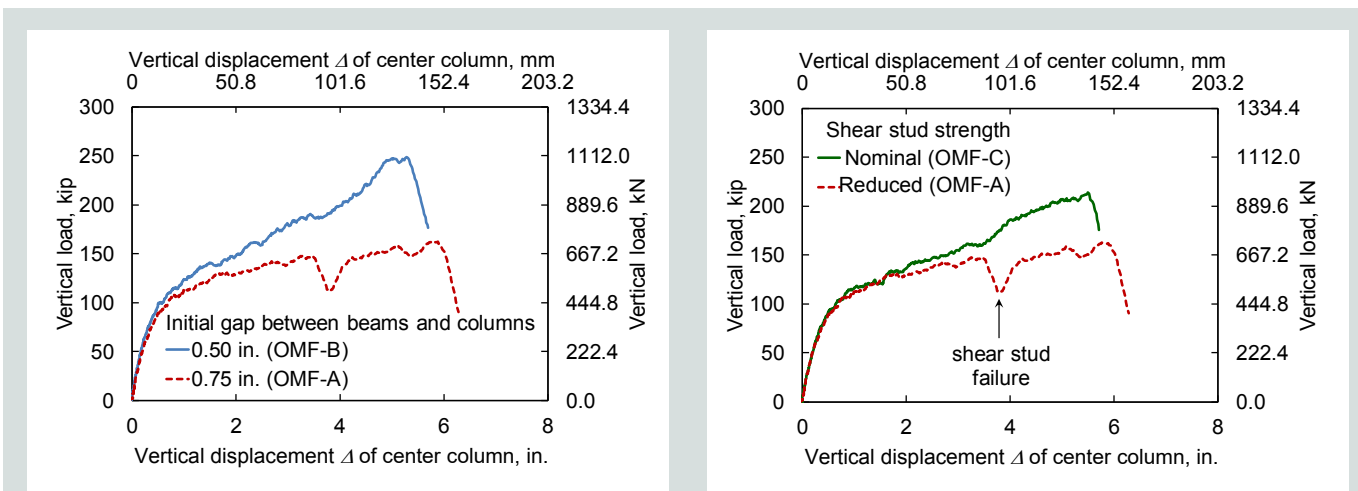 Vertical displacement Δ of center column, mm
0 50.8 101.6 152.4 203.2
300 1334.4
250 1112.0
200 889.6
150 667.2
100 444.8
50 222.4
0 0.0
Vertical load, kip
Vertical load, kN
Initial gap between beams and columns
0.50 in. (OMF-B)
0.75 in. (OMF-A)
0 2 4 6 8
Vertical displacement Δ of center column, in.
Vertical displacement Δ of center column, mm
0 50.8 101.6 152.4 203.2
300 1334.4
250 1112.0
200 889.6
150 667.2
100 444.8
50 222.4
0 0.0
Vertical load, kip
Vertical load, kN
Shear stud strength
Nominal (OMF-C)
Reduced (OMF-A)
shear stud
failure
0 2 4 6 8
Vertical displacement Δ of center column, in.